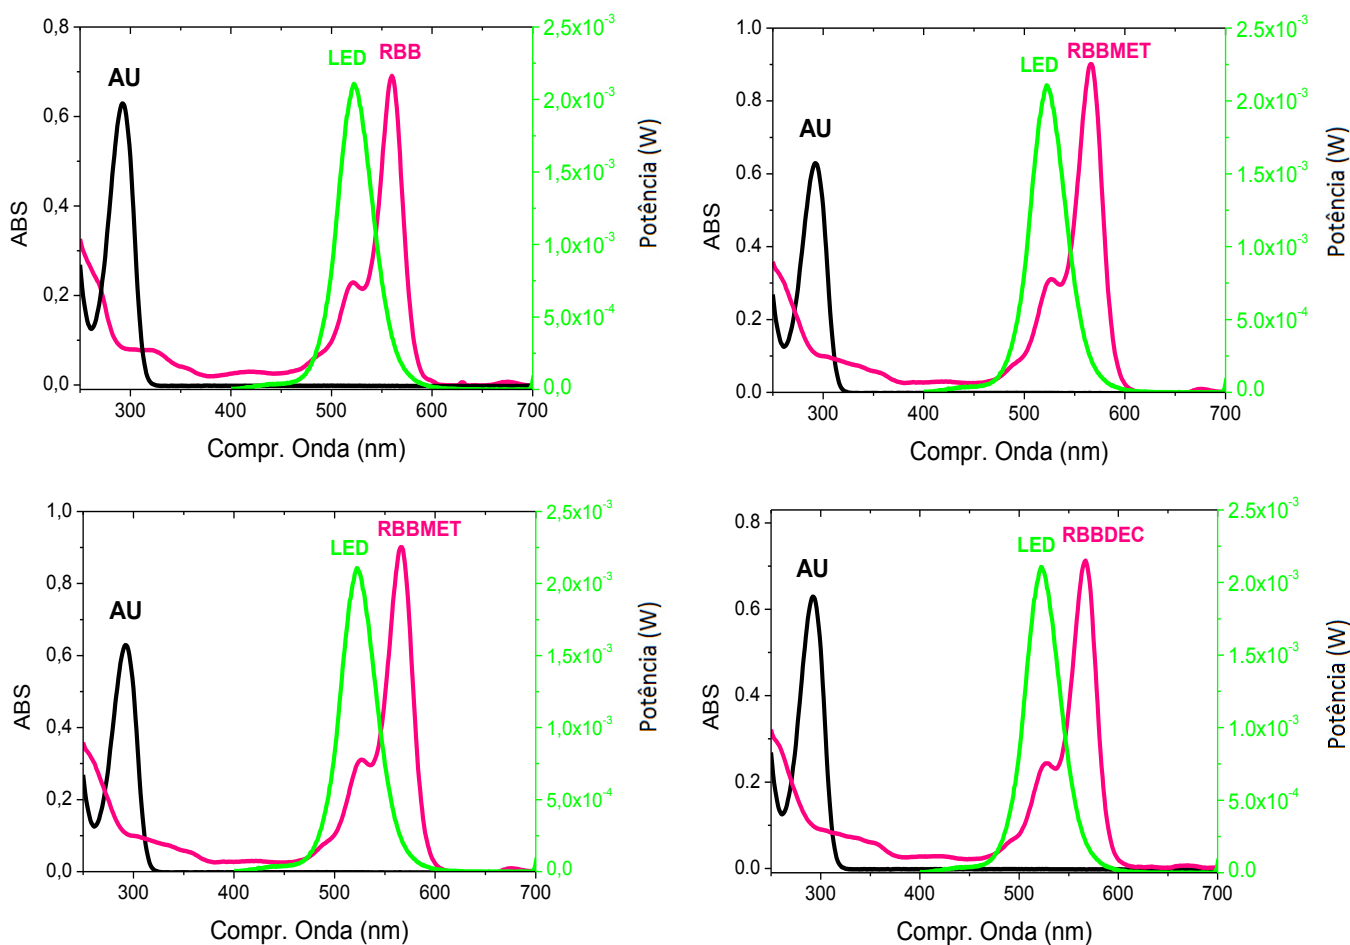 0,8
0,6
0,4
0,2
0,0
ABS
AU
LED
RBB
2,5x10-3
2,0x10-3
1,5x10-3
1,0x10-3
5,0x10-4
0,0
Potência (W)
300 400 500 600 700
Compr. Onda (nm)
1.0
0.8
0.6
0.4
0.2
0.0
ABS
AU
LED
RBBMET
2.5x10-3
2.0x10-3
1.5x10-3
1.0x10-3
5.0x10-4
0.0
Potência (W)
300 400 500 600 700
Compr. Onda (nm)
1,0
0,8
0,6
0,4
0,2
0,0
ABS
AU
LED
RBBMET
2,5x10-3
2,0x10-3
1,5x10-3
1,0x10-3
5,0x10-4
0,0
Potência (W)
300 400 500 600 700
Compr. Onda (nm)
0.8
0.6
0.4
0.2
0.0
ABS
AU
LED
RBBDEC
2.5x10-3
2.0x10-3
1.5x10-3
1.0x10-3
5.0x10-4
0.0
Potência (W)
300 400 500 600 700
Compr. Onda (nm)